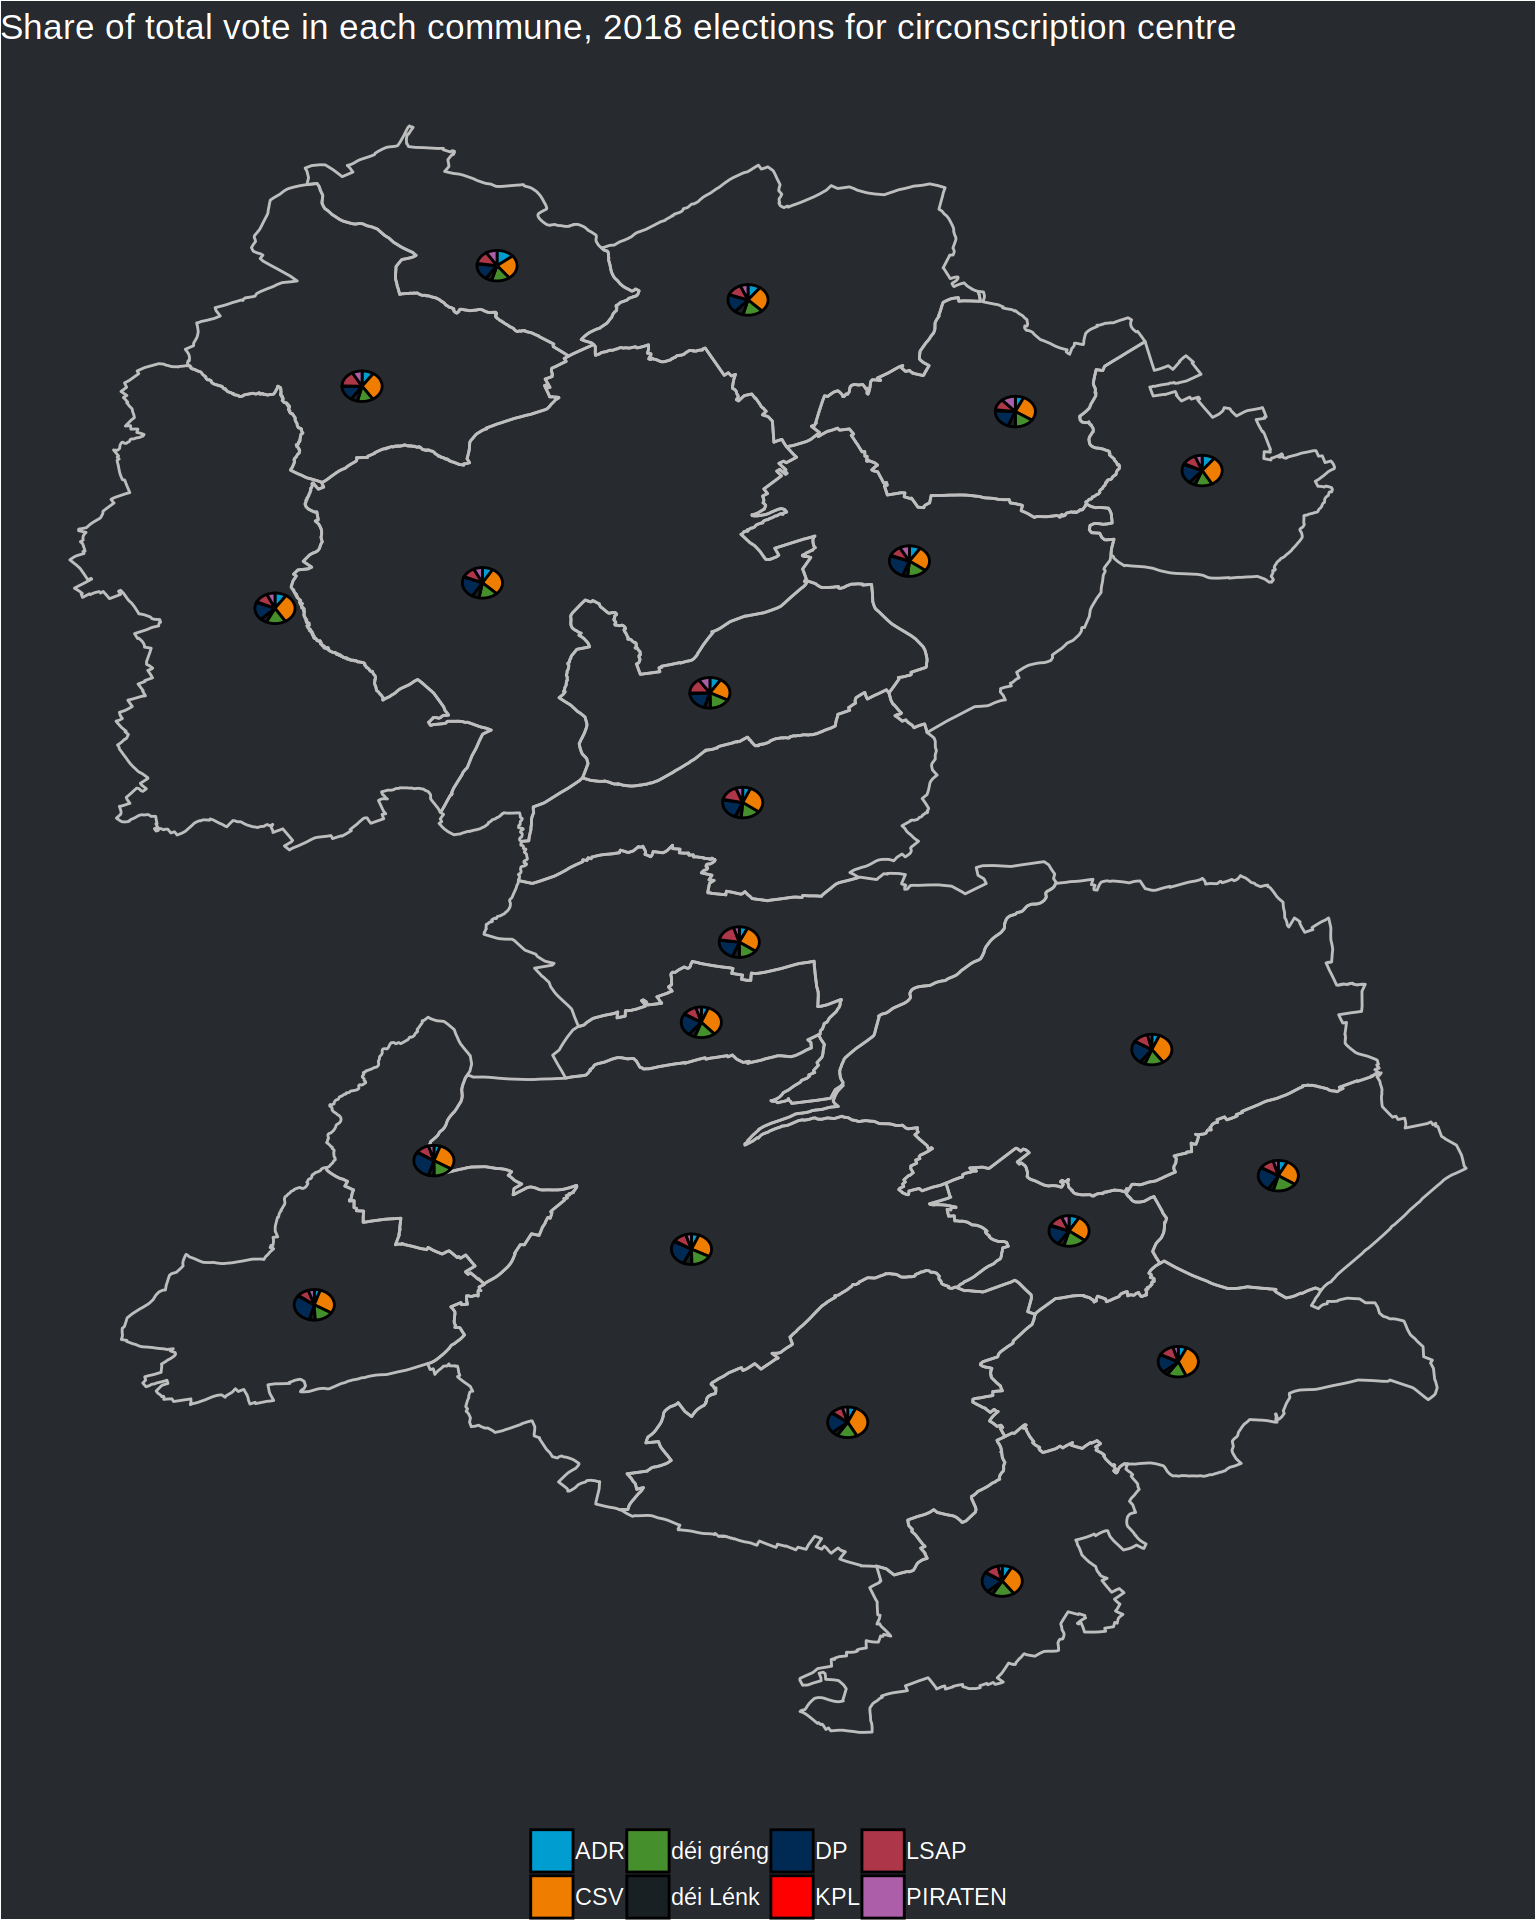 Share of total vote in each commune, 2018 elections for circonscription centre
ADR déi gréng DP LSAP
CSV déi Lénk KPL PIRATEN